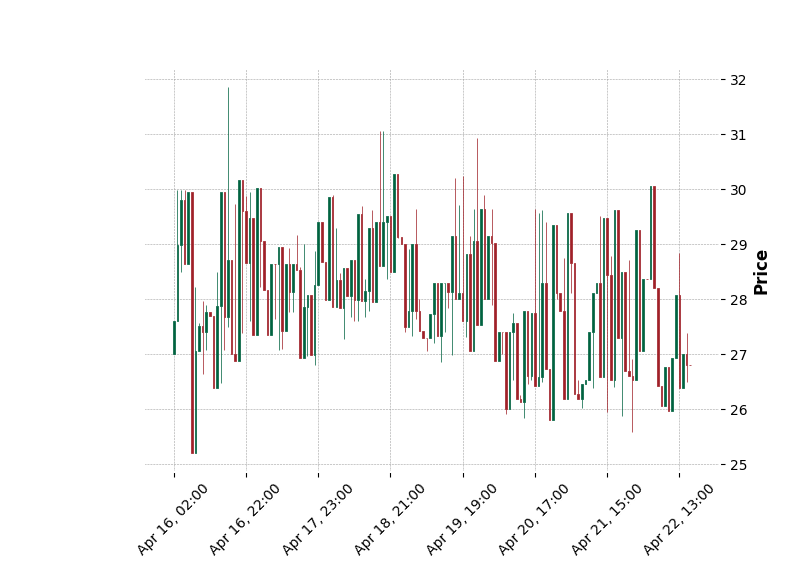 32
31
30
29
28
27
26
25
Price
Apr 16, 02:00
Apr 16, 22:00
Apr 17, 23:00
Apr 18, 21:00
Apr 19, 19:00
Apr 20, 17:00
Apr 21, 15:00
Apr 22, 13:00